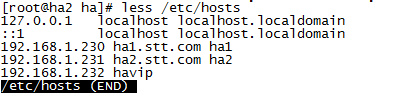 [root@ha2 ha]# less /etc/hosts
127.0.0.1   localhost localhost.localdomain
::1         localhost localhost.localdomain
192.168.1.230 ha1.stt.com ha1
192.168.1.231 ha2.stt.com ha2
192.168.1.232 havip
/etc/hosts (END)